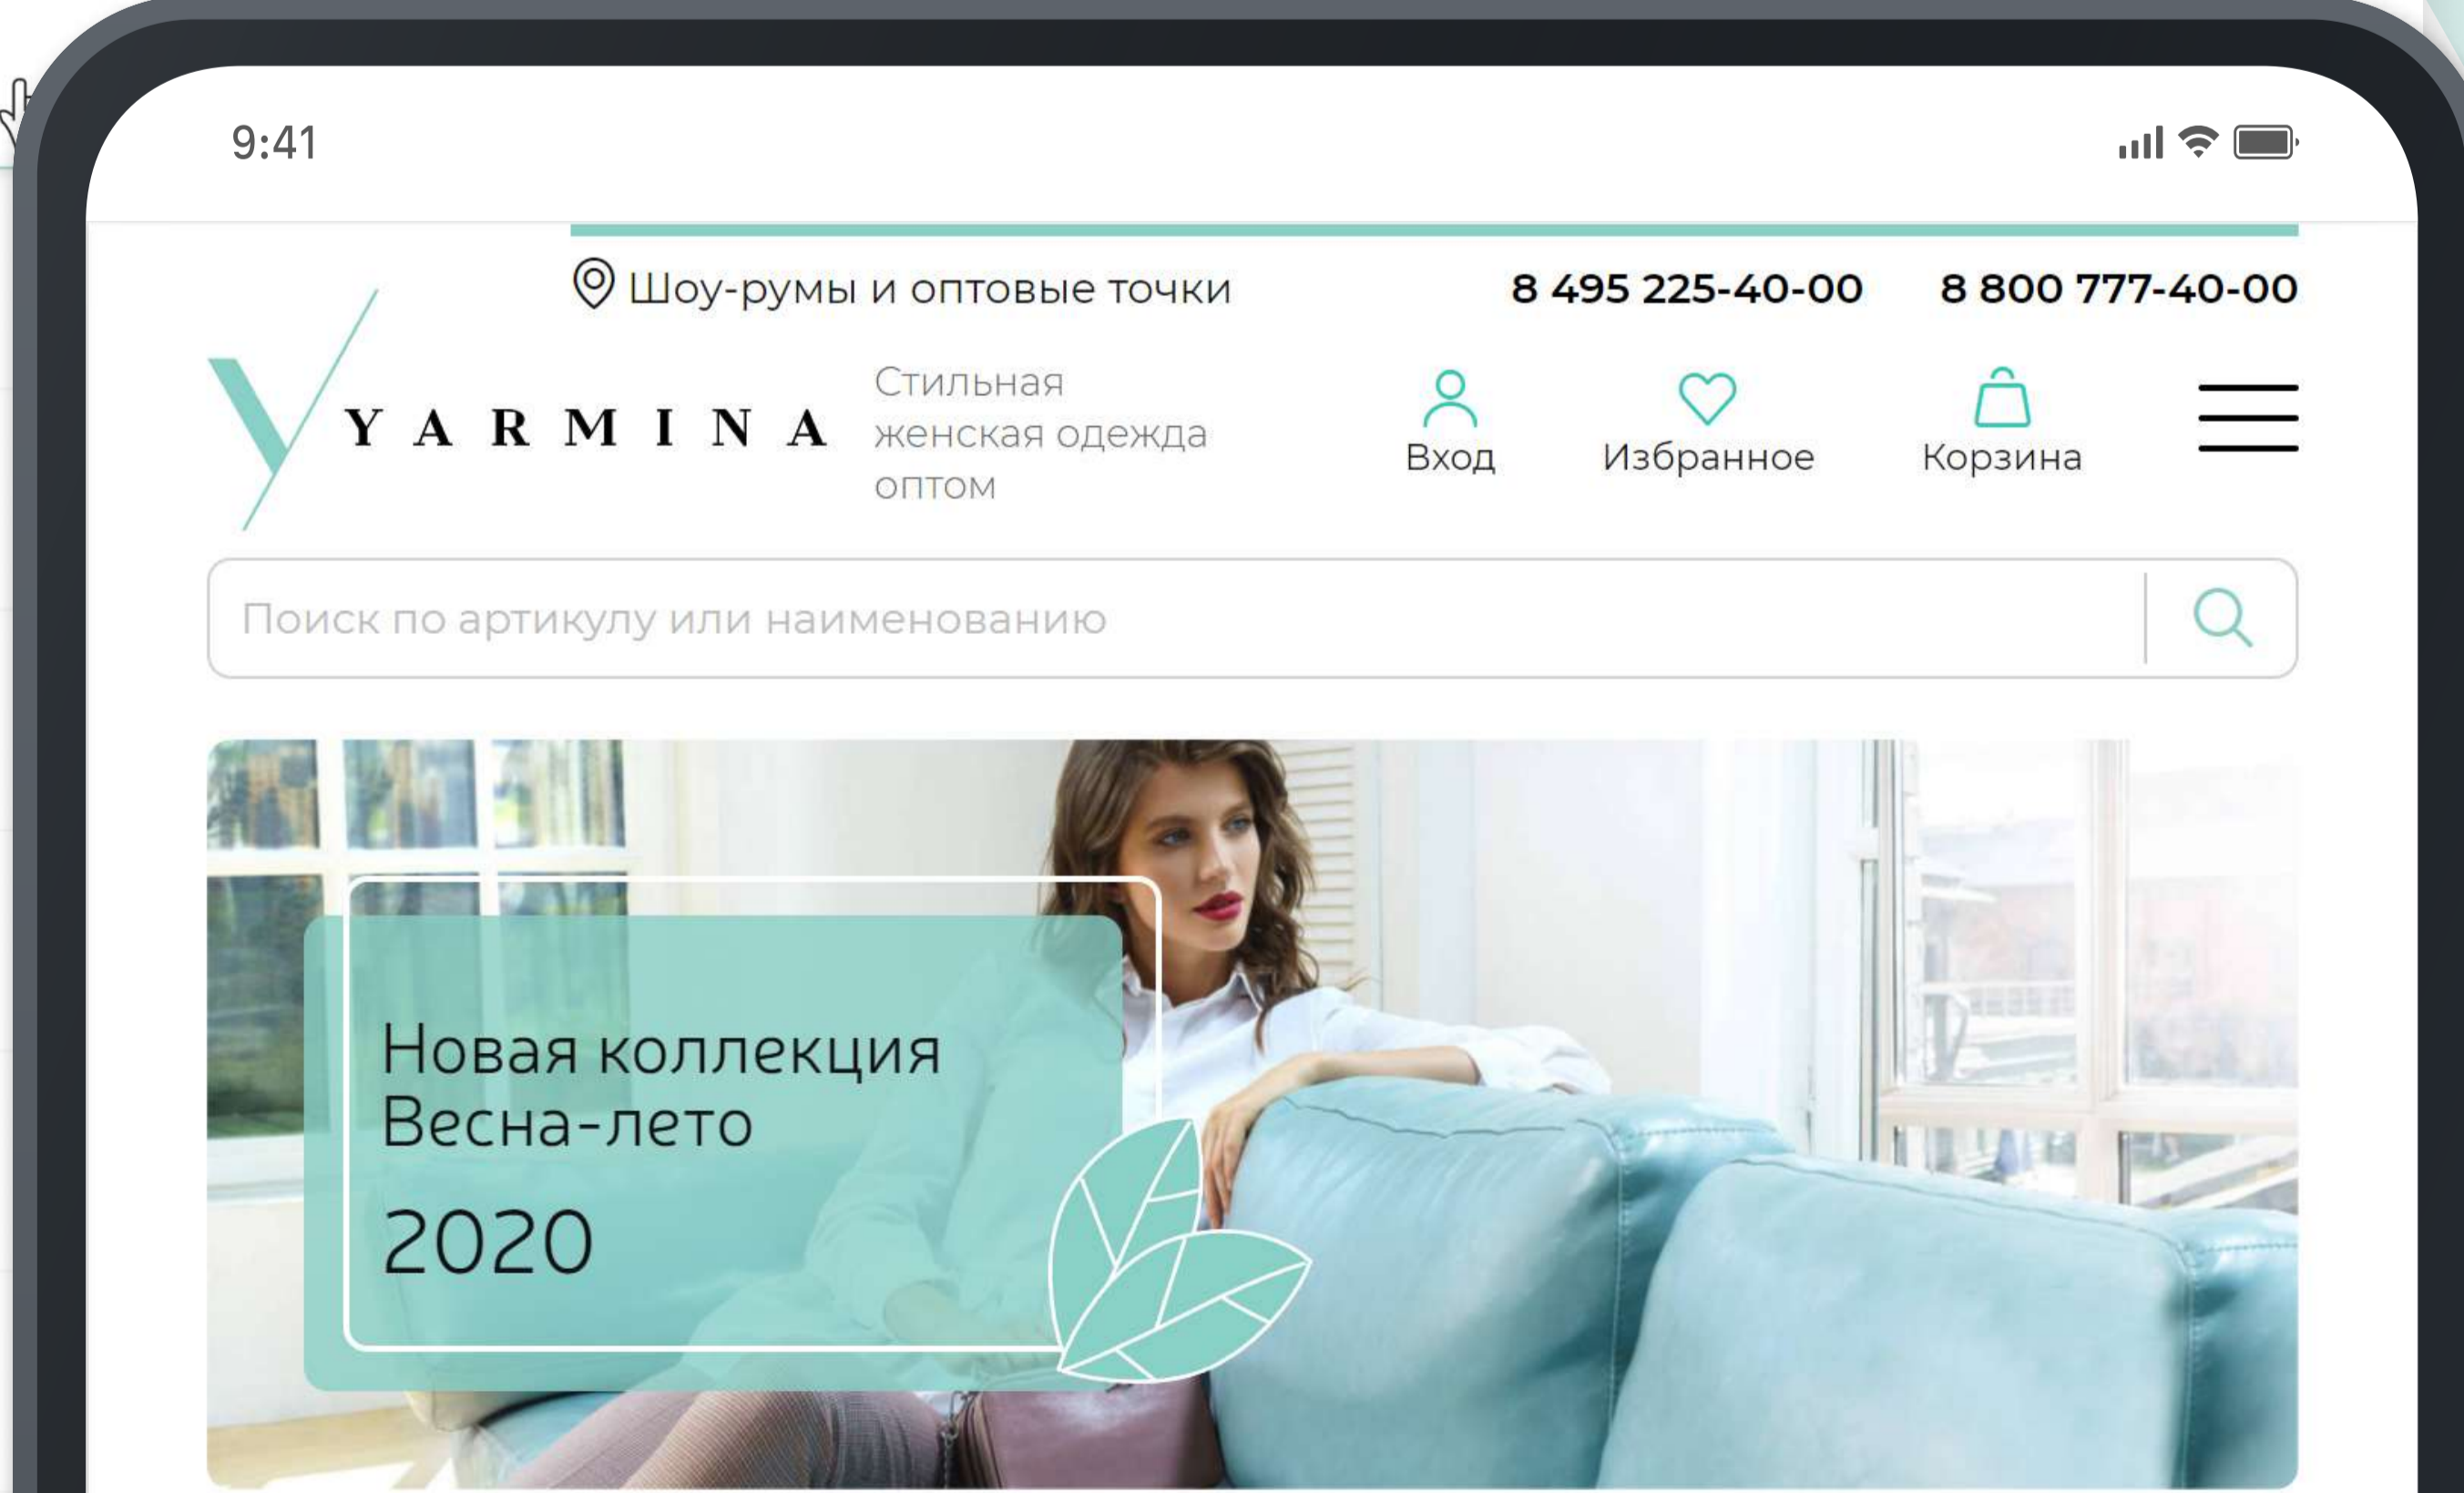 9:41
Шоу-румы и оптовые точки
8 495 225-40-00
8 800 777-40-00
YARMINA
Стильная
женская одежда
оптом
Вход
Избранное
Корзина
Поиск по артикулу или наименованию
Новая коллекция
Весна-лето
2020